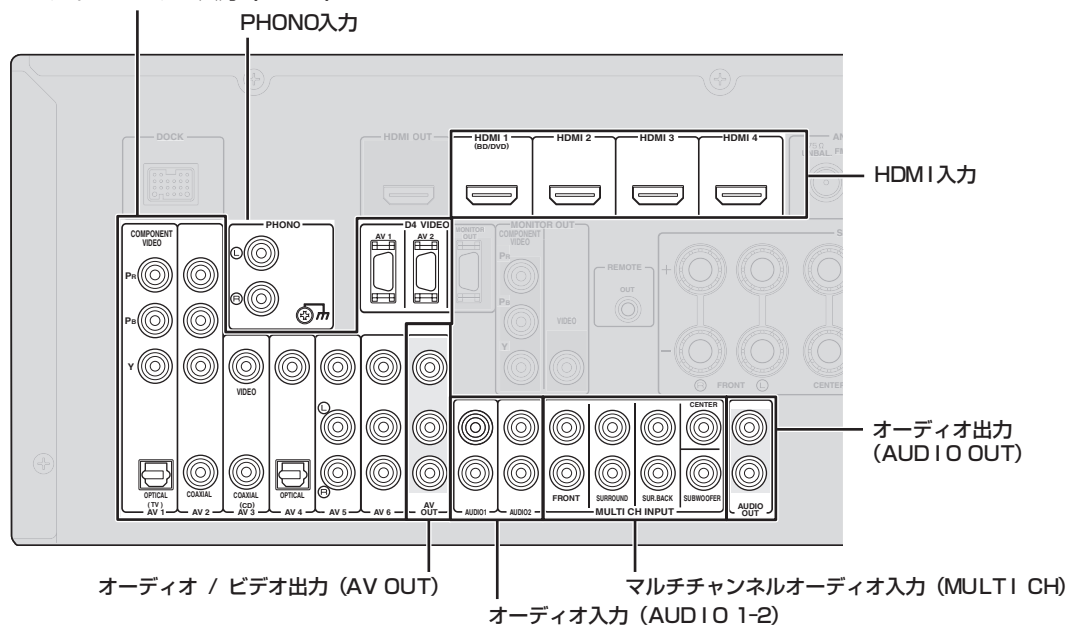 PHONO入力
DOCK
HDMI OUT
HDMI 1
(BD/DVD)
HDMI 2
HDMI 3
HDMI 4
HDMI入力
COMPONENT
VIDEO
PR
PB
Y
PHONO
L
R
D4 VIDEO
AV 1
AV 2
MONITOR
OUT
MONITOR OUT
COMPONENT
VIDEO
PR
PB
Y
VIDEO
REMOTE
OUT
+
−
R FRONT L
CENTER
VIDEO
L
R
CENTER
オーディオ出力
(AUDIO OUT)
OPTICAL
(TV)
AV 1
COAXIAL
AV 2
COAXIAL
(CD)
AV 3
OPTICAL
AV 4
AV 5
AV 6
AV
OUT
AUDIO1
AUDIO2
FRONT
SURROUND
SUR.BACK
SUBWOOFER
MULTI CH INPUT
AUDIO
OUT
オーディオ / ビデオ出力 (AV OUT)
マルチチャンネルオーディオ入力 (MULTI CH)
オーディオ入力 (AUDIO 1-2)